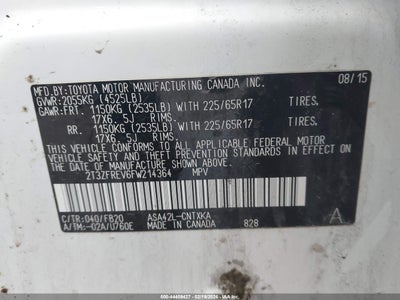 MFD.BY: TOYOTA MOTOR MANUFACTURING CANADA INC. 08/15
GVWR: 2055KG (4525LB)
GAWR:FRT. 1150KG (2535LB) WITH 225/65R17 TIRES.
17X6.5J RIMS.
RR. 1150KG (2535LB) WITH 225/65R17 TIRES.
17X6.5J RIMS.
THIS VEHICLE CONFORMS TO ALL APPLICABLE FEDERAL MOTOR
VEHICLE SAFETY AND THEFT PREVENTION STANDARDS IN EFFECT ON
THE DATE OF MANUFACTURE SHOWN ABOVE.
2T3ZFREV6FW214364 MPV
C/TR:040/FB20 ASA42L-CNTXKA A
A/TM:-02A/U760E MADE IN CANADA 828
000-44409437 - 02/19/2026 - IAA Inc.